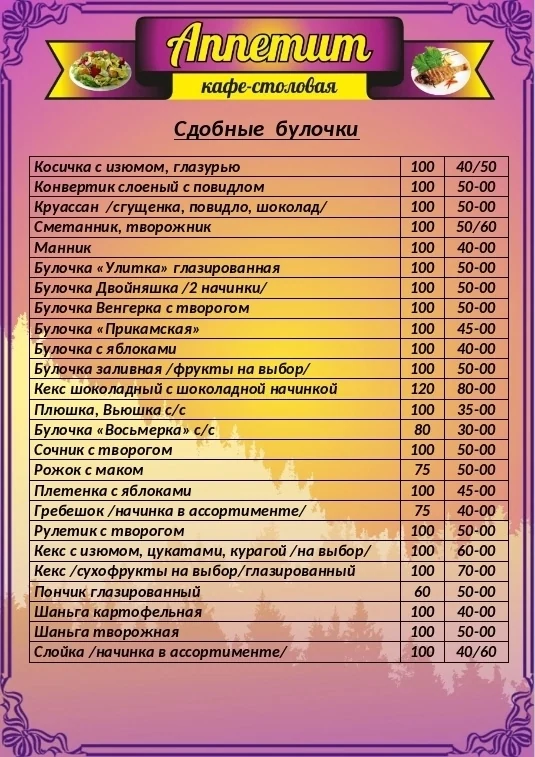 Аппетит
кафе-столовая
Сдобные булочки
Косичка с изюмом, глазурью 100 40/50
Конвертик слоеный с повидлом 100 50-00
Круассан /сгущенка, повидло, шоколад/ 100 50-00
Сметанник, творожник 100 50/60
Манник 100 40-00
Булочка «Улитка» глазированная 100 50-00
Булочка Двойняшка /2 начинки/ 100 50-00
Булочка Венгерка с творогом 100 50-00
Булочка «Прикамская» 100 45-00
Булочка с яблоками 100 40-00
Булочка заливная /фрукты на выбор/ 100 50-00
Кекс шоколадный с шоколадной начинкой 120 80-00
Плюшка, Вьюшка с/с 100 35-00
Булочка «Восьмерка» с/с 80 30-00
Сочник с творогом 100 50-00
Рожок с маком 75 50-00
Плетенка с яблоками 100 45-00
Гребешок /начинка в ассортименте/ 75 40-00
Рулетик с творогом 100 50-00
Кекс с изюмом, цукатами, курагой /на выбор/ 100 60-00
Кекс /сухофрукты на выбор/глазированный 100 70-00
Пончик глазированный 60 50-00
Шаньга картофельная 100 40-00
Шаньга творожная 100 50-00
Слойка /начинка в ассортименте/ 100 40/60